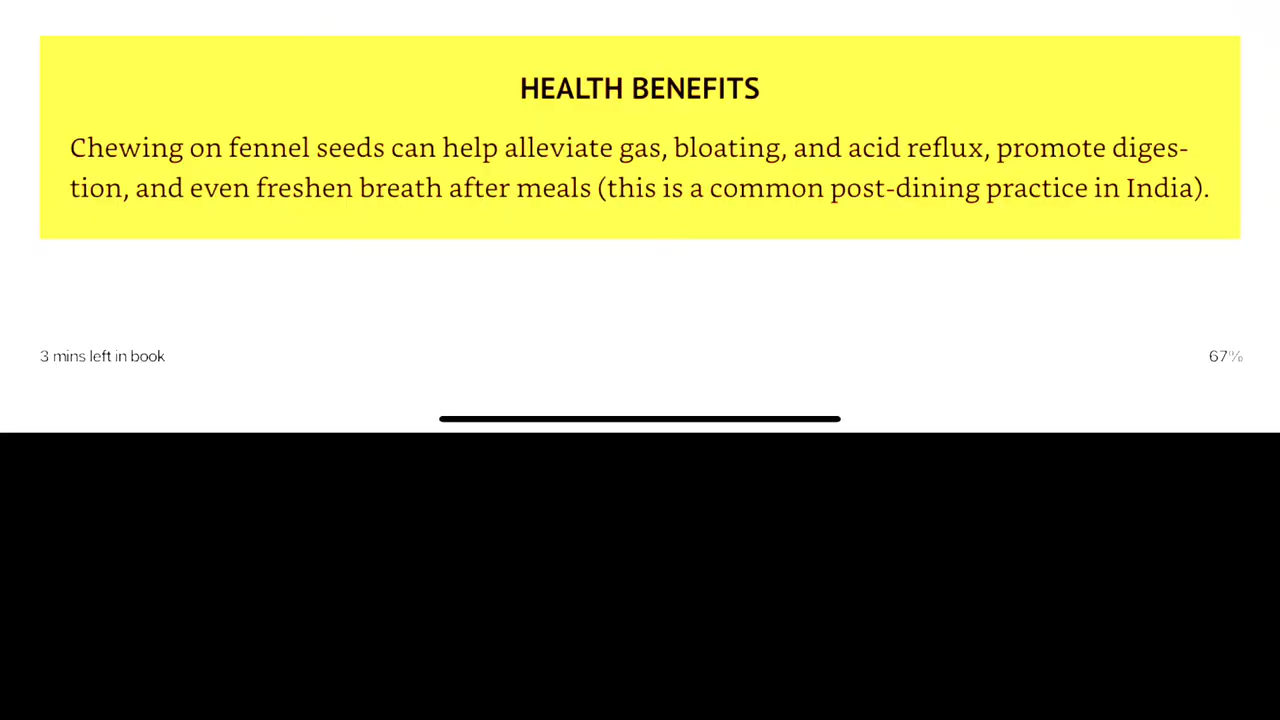 HEALTH BENEFITS
Chewing on fennel seeds can help alleviate gas, bloating, and acid reflux, promote diges-
tion, and even freshen breath after meals (this is a common post-dining practice in India).
3 mins left in book
67%